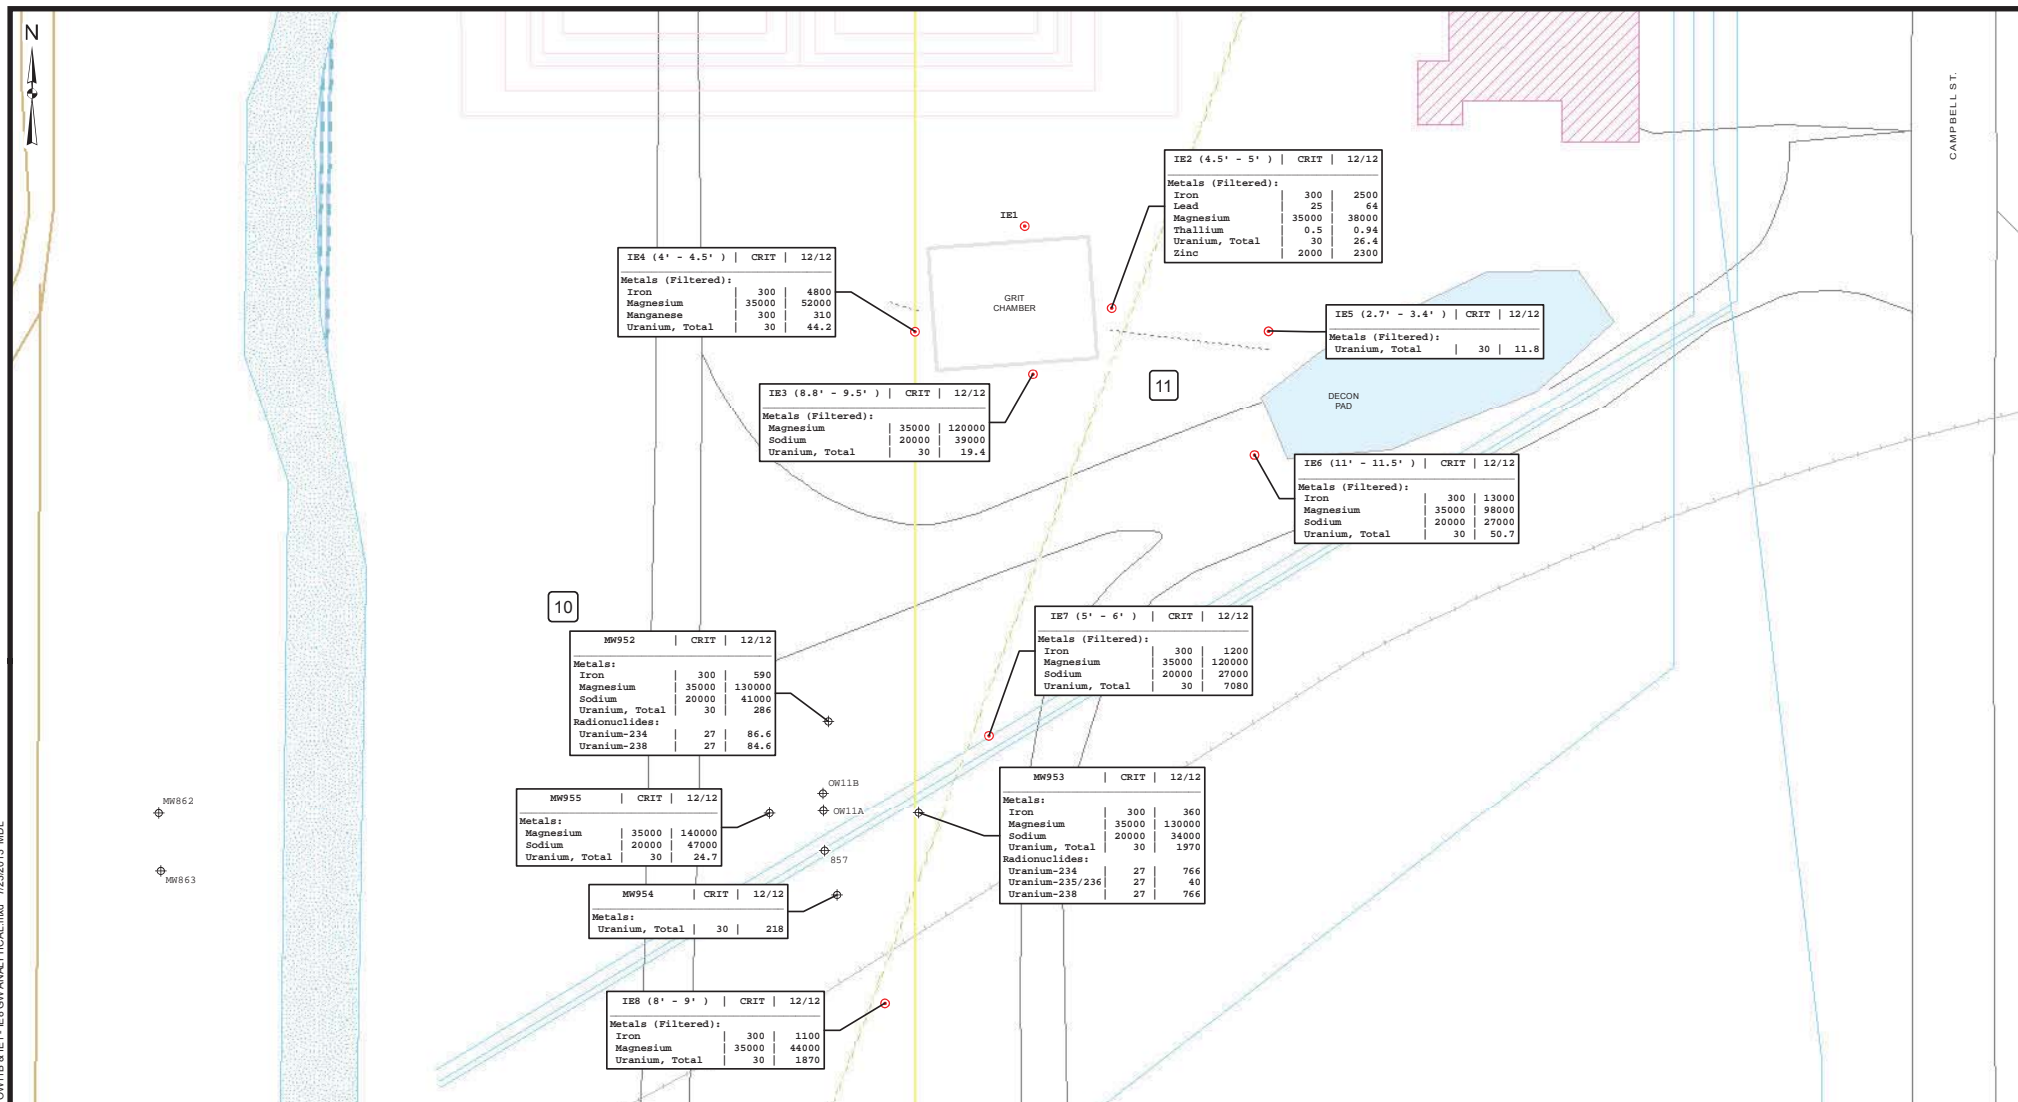 N
CAMPBELL ST.
IE2 (4.5' - 5' ) | CRIT | 12/12
Metals (Filtered):
Iron | 300 | 2500
Lead | 25 | 64
Magnesium | 35000 | 38000
Thallium | 0.5 | 0.94
Uranium, Total | 30 | 26.4
Zinc | 2000 | 2300
IE1
IE4 (4' - 4.5' ) | CRIT | 12/12
Metals (Filtered):
Iron | 300 | 4800
Magnesium | 35000 | 52000
Manganese | 300 | 310
Uranium, Total | 30 | 44.2
GRIT
CHAMBER
IE5 (2.7' - 3.4' ) | CRIT | 12/12
Metals (Filtered):
Uranium, Total | 30 | 11.8
11
DECON
PAD
IE3 (8.8' - 9.5' ) | CRIT | 12/12
Metals (Filtered):
Magnesium | 35000 | 120000
Sodium | 20000 | 39000
Uranium, Total | 30 | 19.4
IE6 (11' - 11.5' ) | CRIT | 12/12
Metals (Filtered):
Iron | 300 | 13000
Magnesium | 35000 | 98000
Sodium | 20000 | 27000
Uranium, Total | 30 | 50.7
10
IE7 (5' - 6' ) | CRIT | 12/12
Metals (Filtered):
Iron | 300 | 1200
Magnesium | 35000 | 120000
Sodium | 20000 | 27000
Uranium, Total | 30 | 7080
MW952 | CRIT | 12/12
Metals:
Iron | 300 | 590
Magnesium | 35000 | 130000
Sodium | 20000 | 41000
Uranium, Total | 30 | 286
Radionuclides:
Uranium-234 | 27 | 86.6
Uranium-238 | 27 | 84.6
MW953 | CRIT | 12/12
Metals:
Iron | 300 | 360
Magnesium | 35000 | 130000
Sodium | 20000 | 34000
Uranium, Total | 30 | 1970
Radionuclides:
Uranium-234 | 27 | 766
Uranium-235/236| 27 | 40
Uranium-238 | 27 | 766
OW11B
OW11A
857
MW862
MW863
MW955 | CRIT | 12/12
Metals:
Magnesium | 35000 | 140000
Sodium | 20000 | 47000
Uranium, Total | 30 | 24.7
MW954 | CRIT | 12/12
Metals:
Uranium, Total | 30 | 218
IE8 (8' - 9' ) | CRIT | 12/12
Metals (Filtered):
Iron | 300 | 1100
Magnesium | 35000 | 44000
Uranium, Total | 30 | 1870